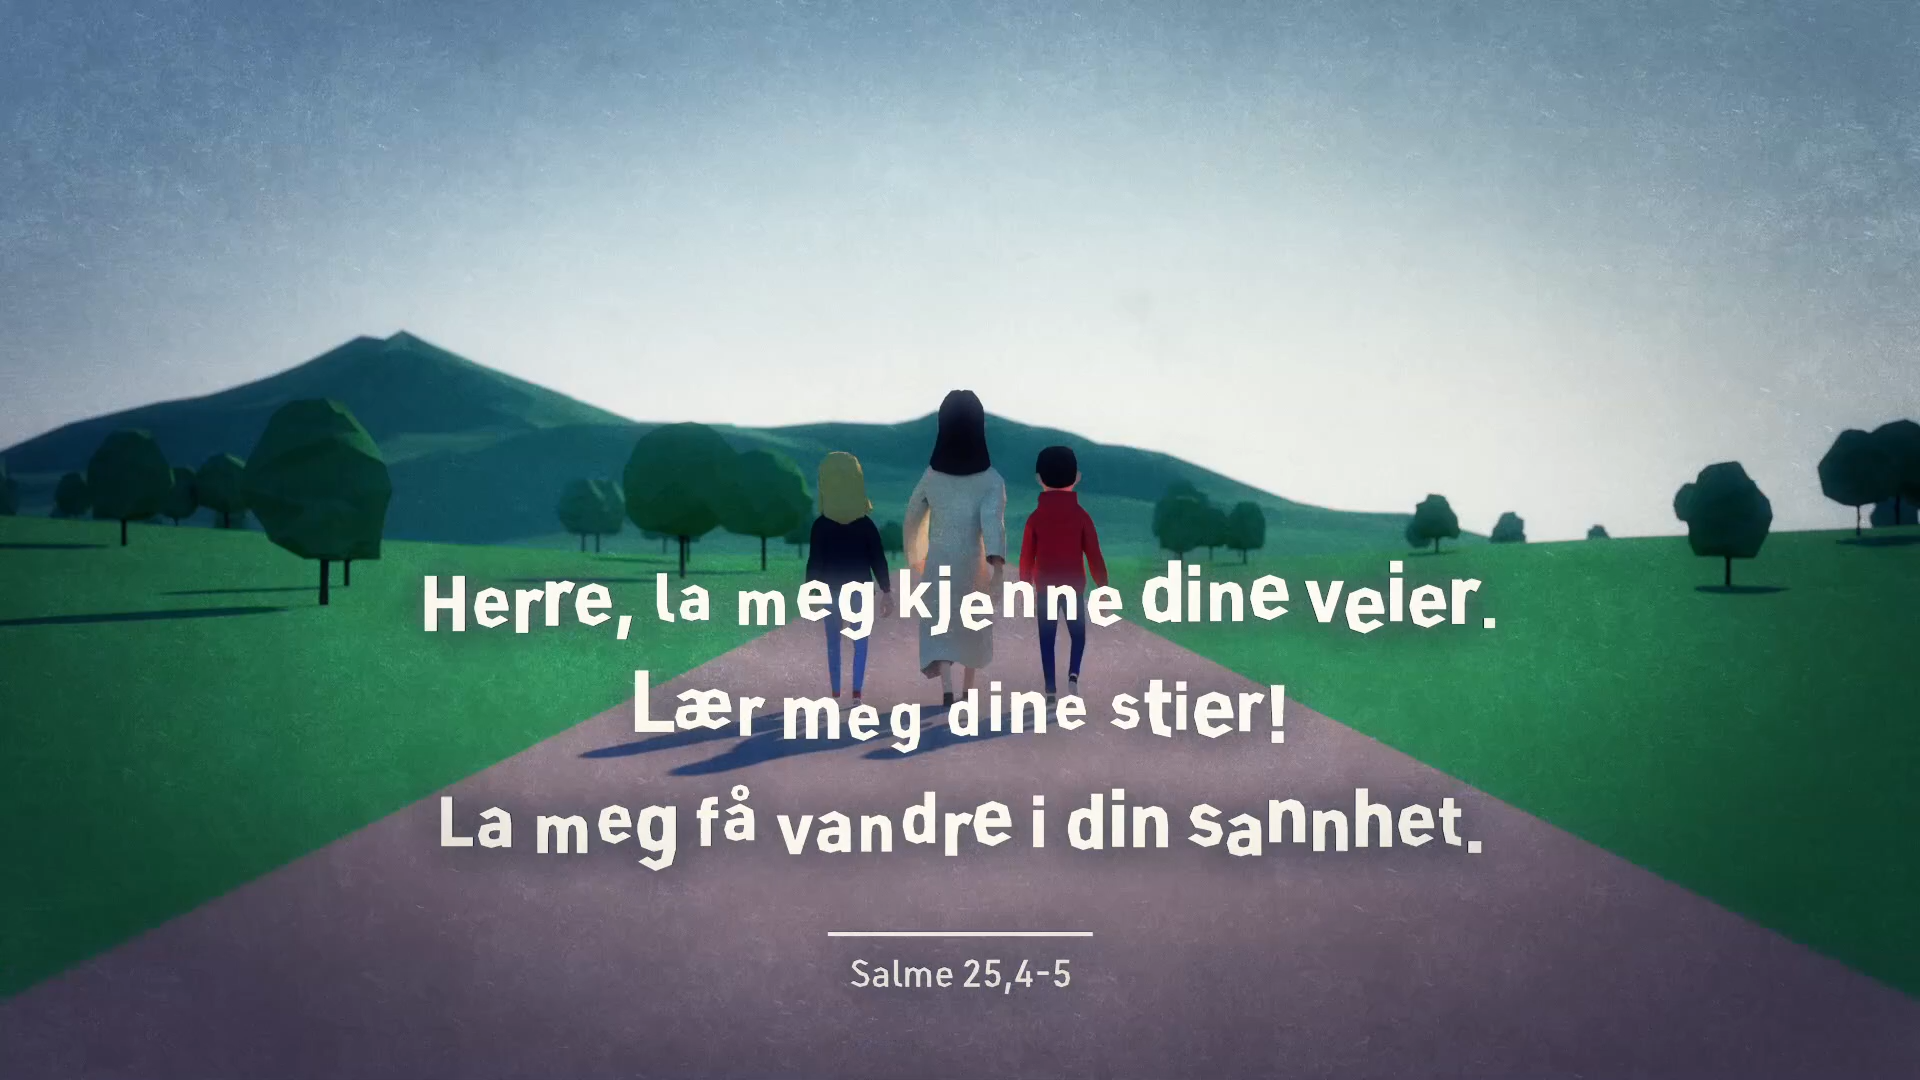 Herre, la meg kjenne dine veier.
Lær meg dine stier!
La meg få vandre i din sannhet.
Salme 25,4-5